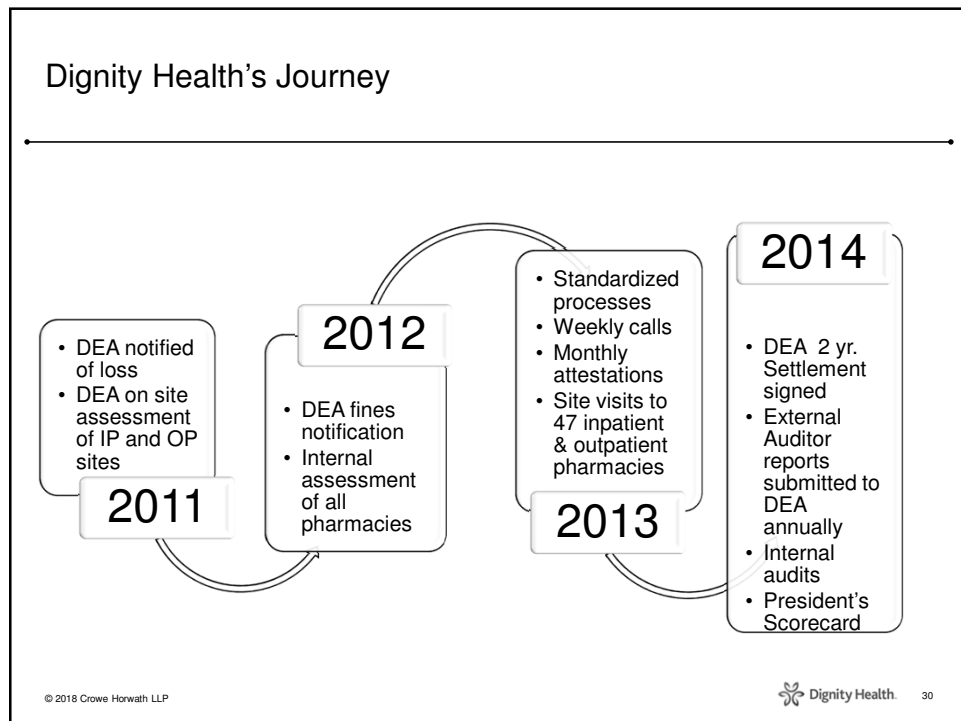 Dignity Health's Journey
• DEA notified
of loss
• DEA on site
assessment
of IP and OP
sites
2011
2012
• DEA fines
notification
• Internal
assessment
of all
pharmacies
• Standardized
processes
• Weekly calls
• Monthly
attestations
• Site visits to
47 inpatient
& outpatient
pharmacies
2013
2014
• DEA 2 yr.
Settlement
signed
• External
Auditor
reports
submitted to
DEA
annually
• Internal
audits
• President's
Scorecard
© 2018 Crowe Horwath LLP
Dignity Health.
30